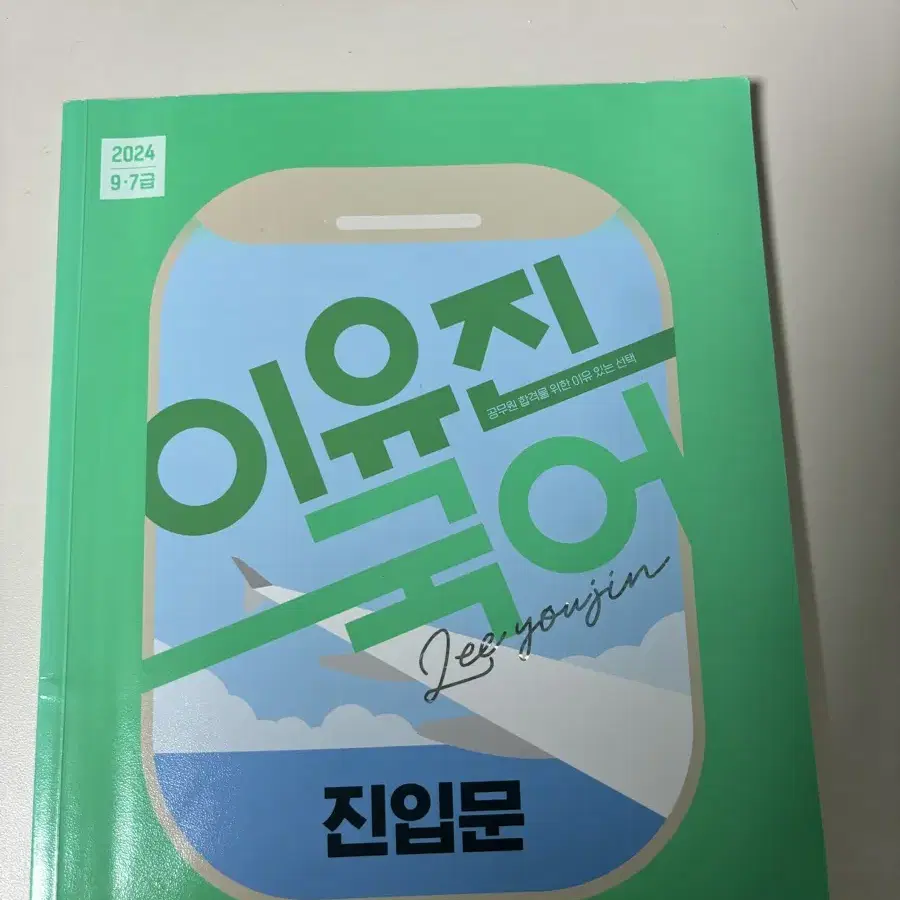 2024
9·7급
이유진
공무원 합격을 위한 이유 있는 선택
국어
Lee youjin
진입문